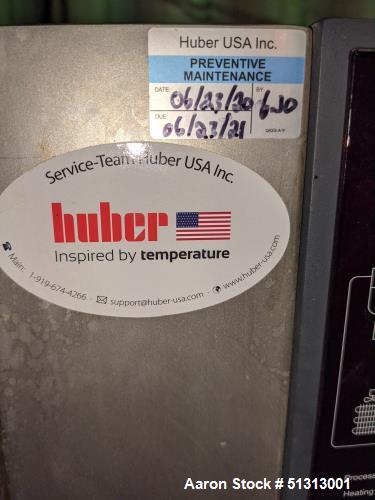 Huber USA Inc.
PREVENTIVE
MAINTENANCE
DATE: 06/23/20 BY
DUE: 06/23/21
Service-Team Huber USA Inc.
huber
Inspired by temperature
Main: 1-919-674-4266 · support@huber-usa.com · www.huber-usa.com
Process
Heating
Aaron Stock # 51313001